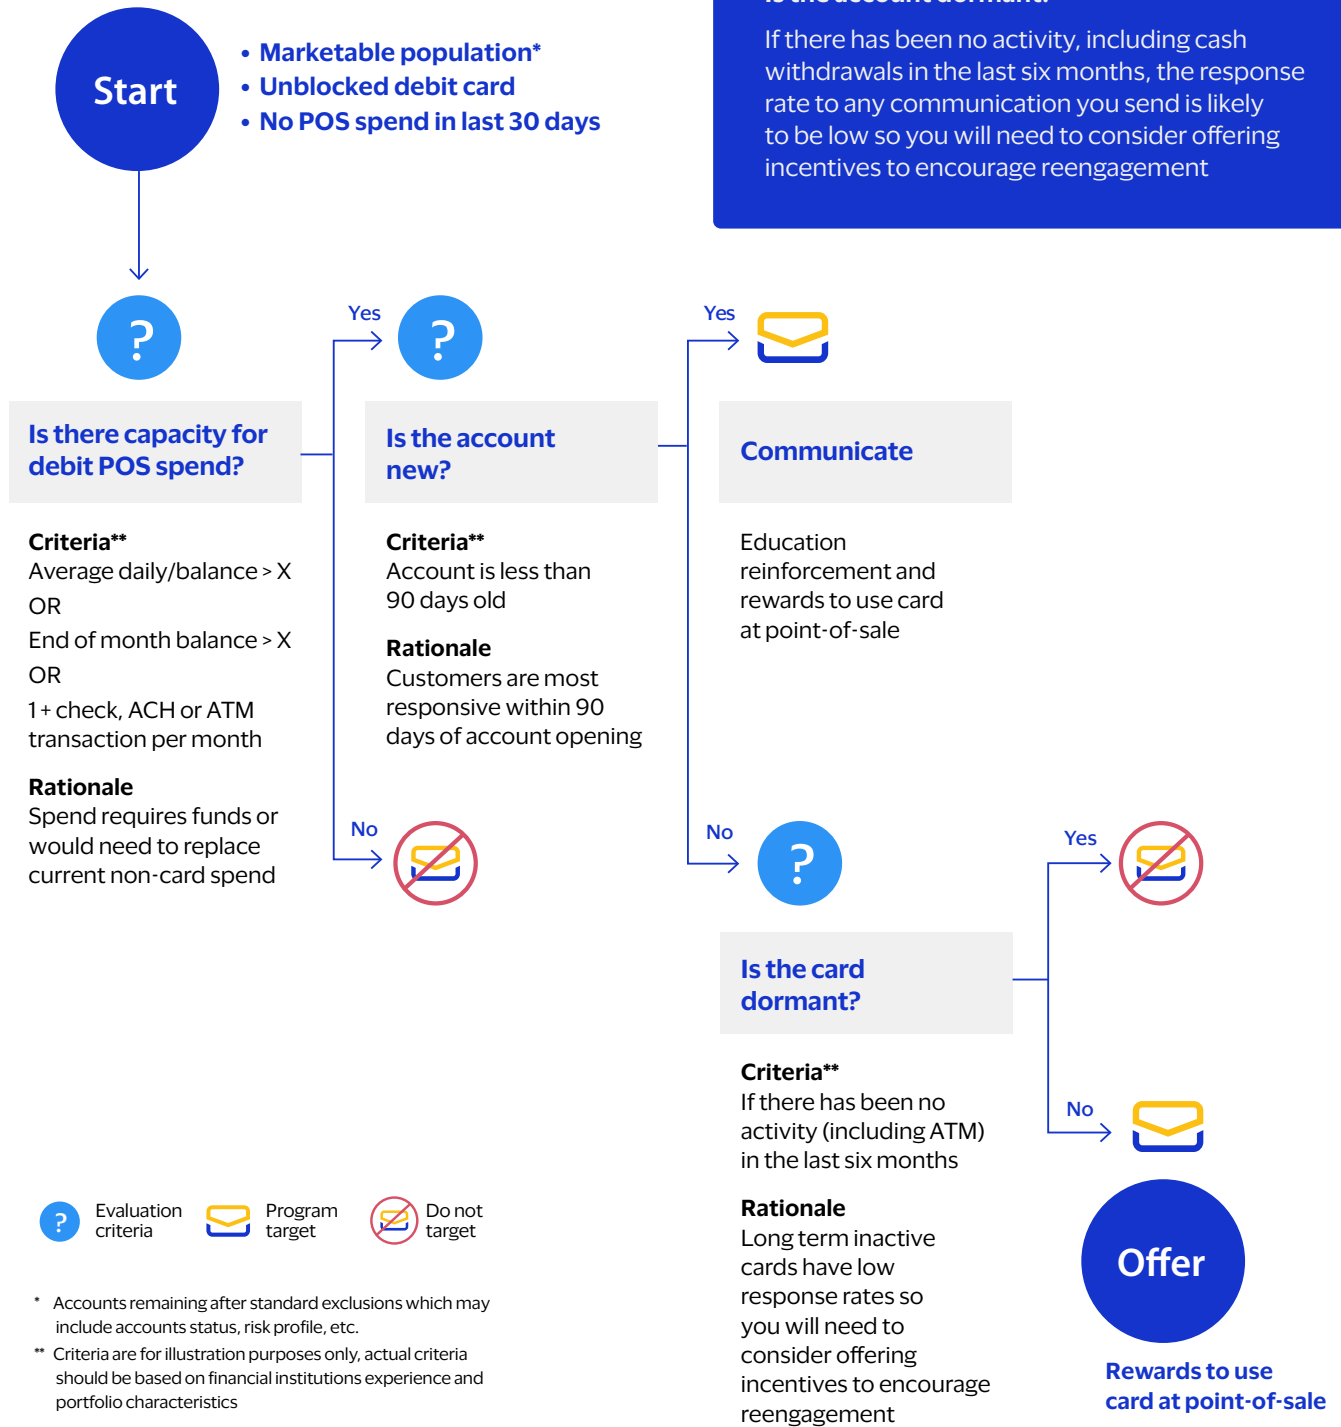 Start
• Marketable population*
• Unblocked debit card
• No POS spend in last 30 days
If there has been no activity, including cash
withdrawals in the last six months, the response
rate to any communication you send is likely
to be low so you will need to consider offering
incentives to encourage reengagement
?
Is there capacity for
debit POS spend?
Criteria**
Average daily/balance > X
OR
End of month balance > X
OR
1+ check, ACH or ATM
transaction per month
Rationale
Spend requires funds or
would need to replace
current non-card spend
Yes
No
?
Is the account
new?
Criteria**
Account is less than
90 days old
Rationale
Customers are most
responsive within 90
days of account opening
Yes
No
Communicate
Education
reinforcement and
rewards to use card
at point-of-sale
?
Is the card
dormant?
Criteria**
If there has been no
activity (including ATM)
in the last six months
Rationale
Long term inactive
cards have low
response rates so
you will need to
consider offering
incentives to encourage
reengagement
Yes
No
Offer
Rewards to use
card at point-of-sale
?
Evaluation
criteria
Program
target
Do not
target
* Accounts remaining after standard exclusions which may
include accounts status, risk profile, etc.
** Criteria are for illustration purposes only, actual criteria
should be based on financial institutions experience and
portfolio characteristics